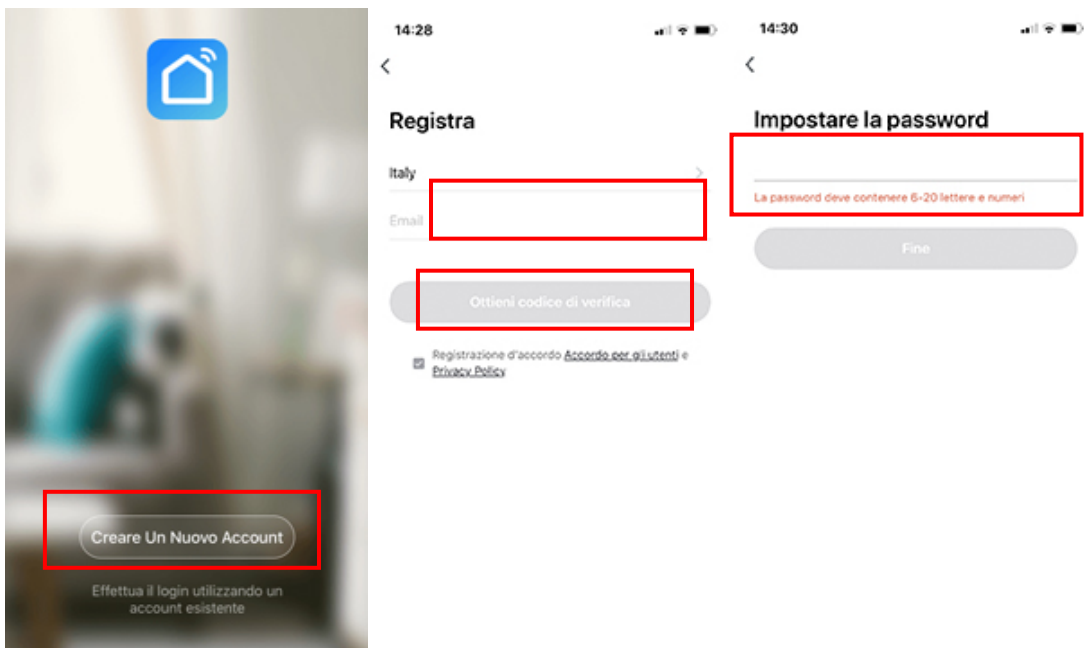 Creare Un Nuovo Account
Effettua il login utilizzando un
account esistente
14:28
Registra
Italy
Email
Ottieni codice di verifica
Registrazione d'accordo Accordo per gli utenti e
Privacy Policy
14:30
Impostare la password
La password deve contenere 6-20 lettere e numeri
Fine